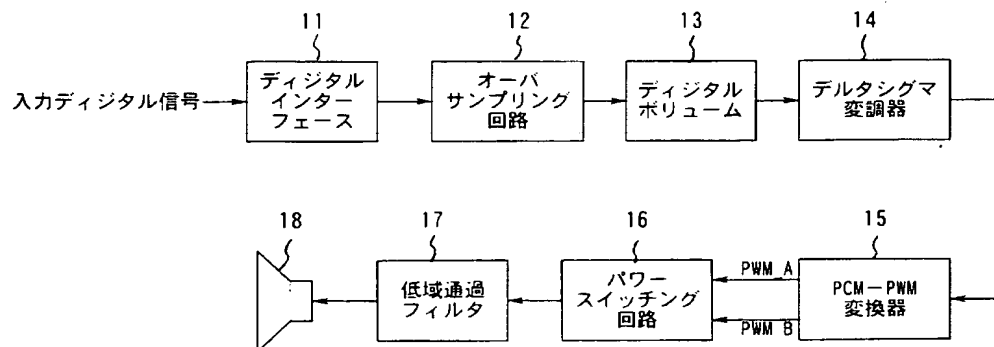 11
ディジタル
インター
フェース
12
オーバ
サンプリング
回路
13
ディジタル
ボリューム
14
デルタシグマ
変調器
入力ディジタル信号
18
17
低域通過
フィルタ
16
パワー
スイッチング
回路
PWM A
PWM B
15
PCM－PWM
変換器